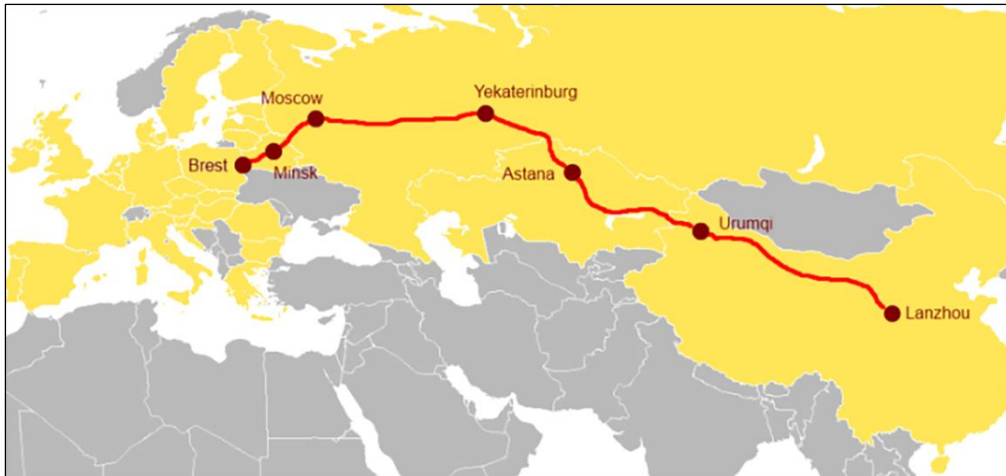 Yekaterinburg
Moscow
Brest
Minsk
Astana
Urumqi
Lanzhou